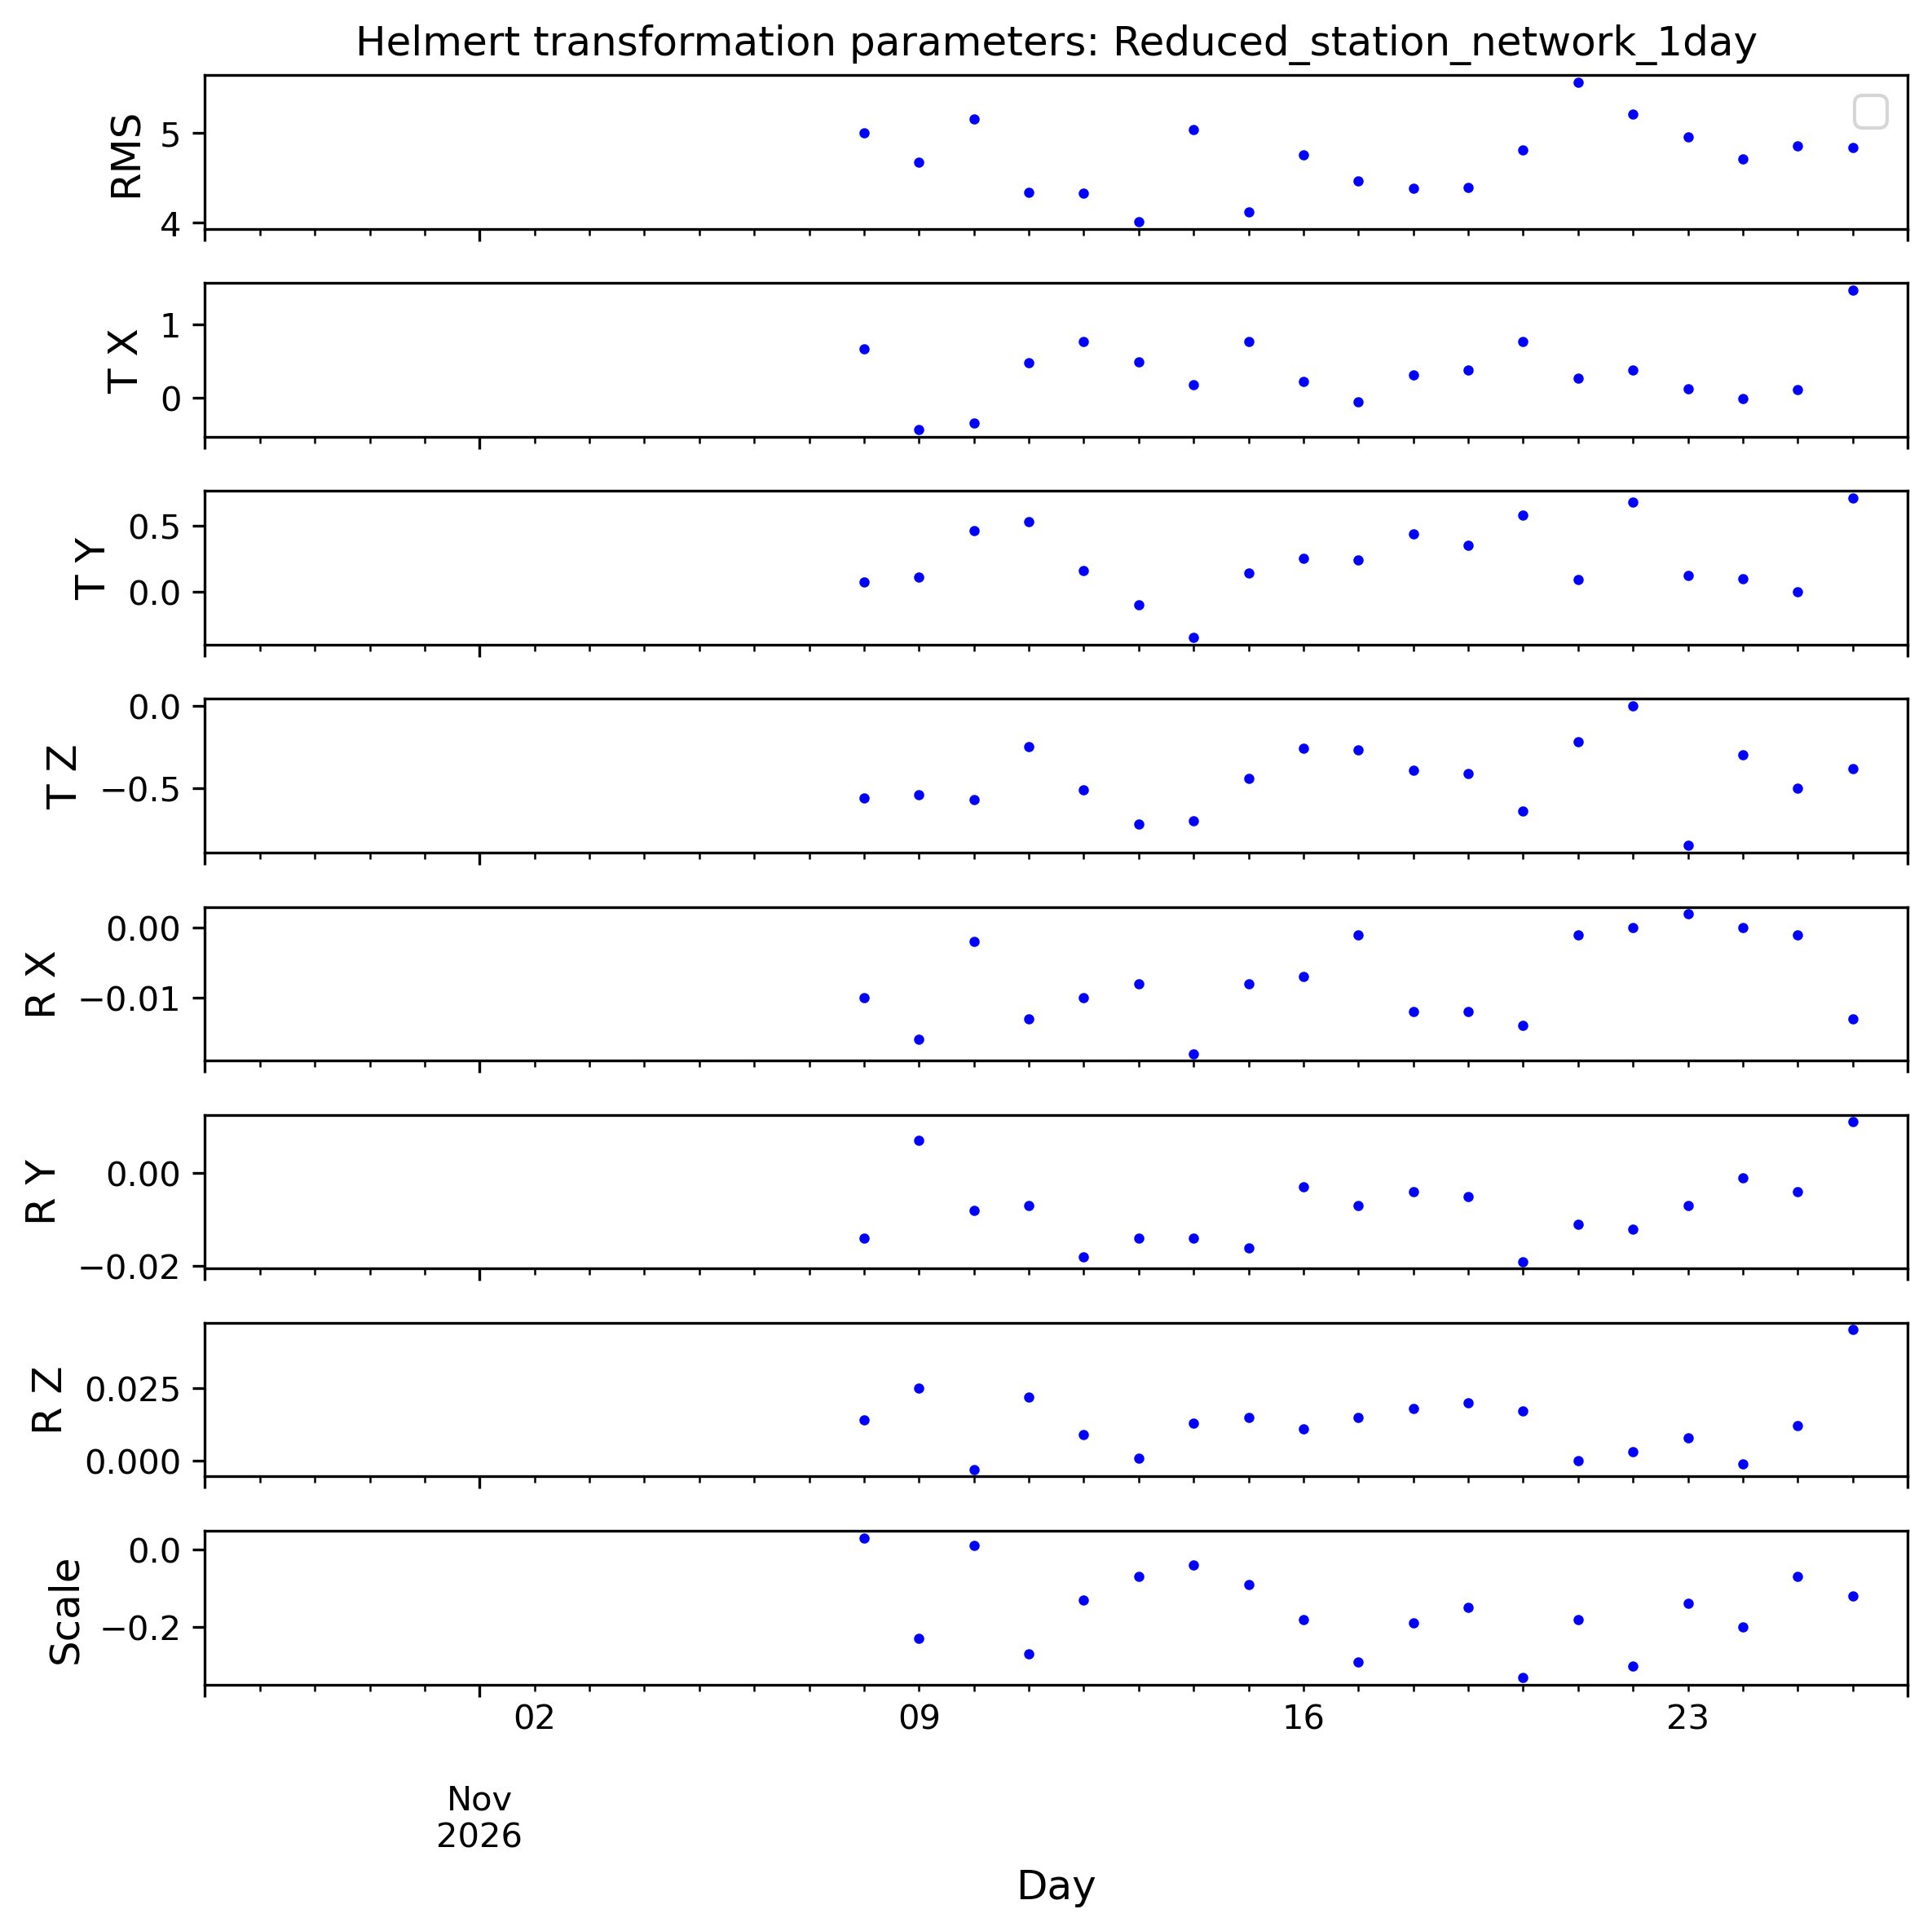 Helmert transformation parameters: Reduced_station_network_1day
RMS
5
4
T X
1
0
T Y
0.5
0.0
T Z
0.0
−0.5
R X
0.00
−0.01
R Y
0.00
−0.02
R Z
0.025
0.000
Scale
0.0
−0.2
02 09 16 23
Nov
2026
Day